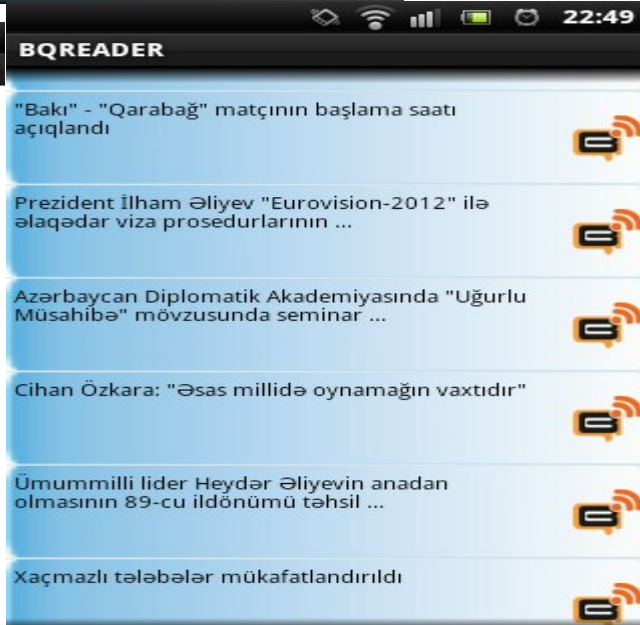 22:49
BQREADER
"Bakı" - "Qarabağ" matçının başlama saatı
açıqlandı
Prezident İlham Əliyev "Eurovision-2012" ilə
əlaqədar viza prosedurlarının ...
Azərbaycan Diplomatik Akademiyasında "Uğurlu
Müsahibə" mövzusunda seminar ...
Cihan Özkara: "Əsas millidə oynamağın vaxtıdır"
Ümummilli lider Heydər Əliyevin anadan
olmasının 89-cu ildönümü təhsil ...
Xaçmazlı tələbələr mükafatlandırıldı